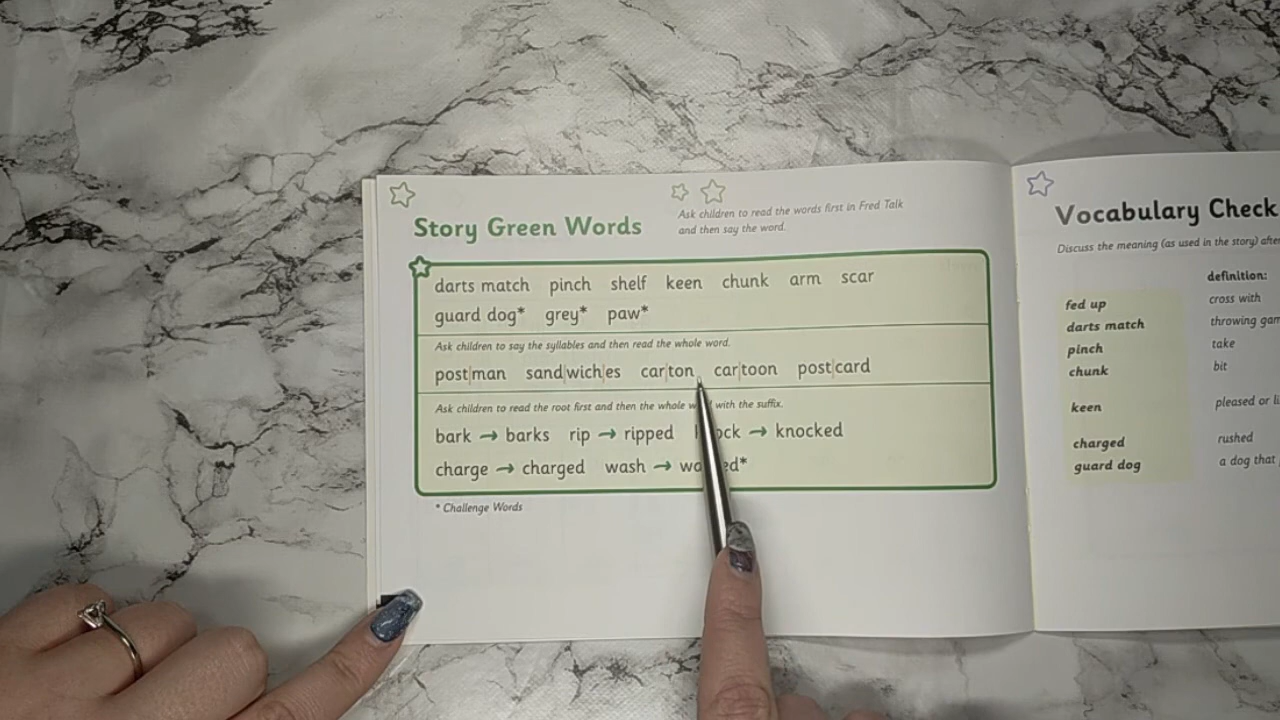 Story Green Words
Ask children to read the words first in Fred Talk
and then say the word.
darts match pinch shelf keen chunk arm scar
guard dog* grey* paw*
Ask children to say the syllables and then read the whole word.
post|man sand|wich|es car|ton car|toon post|card
Ask children to read the root first and then the whole with the suffix.
bark → barks rip → ripped → knocked
charge → charged wash →
* Challenge Words
Vocabulary Check
Discuss the meaning (as used in the story)
definition:
fed up cross with
darts match throwing
pinch take
chunk bit
keen pleased or
charged rushed
guard dog a dog that